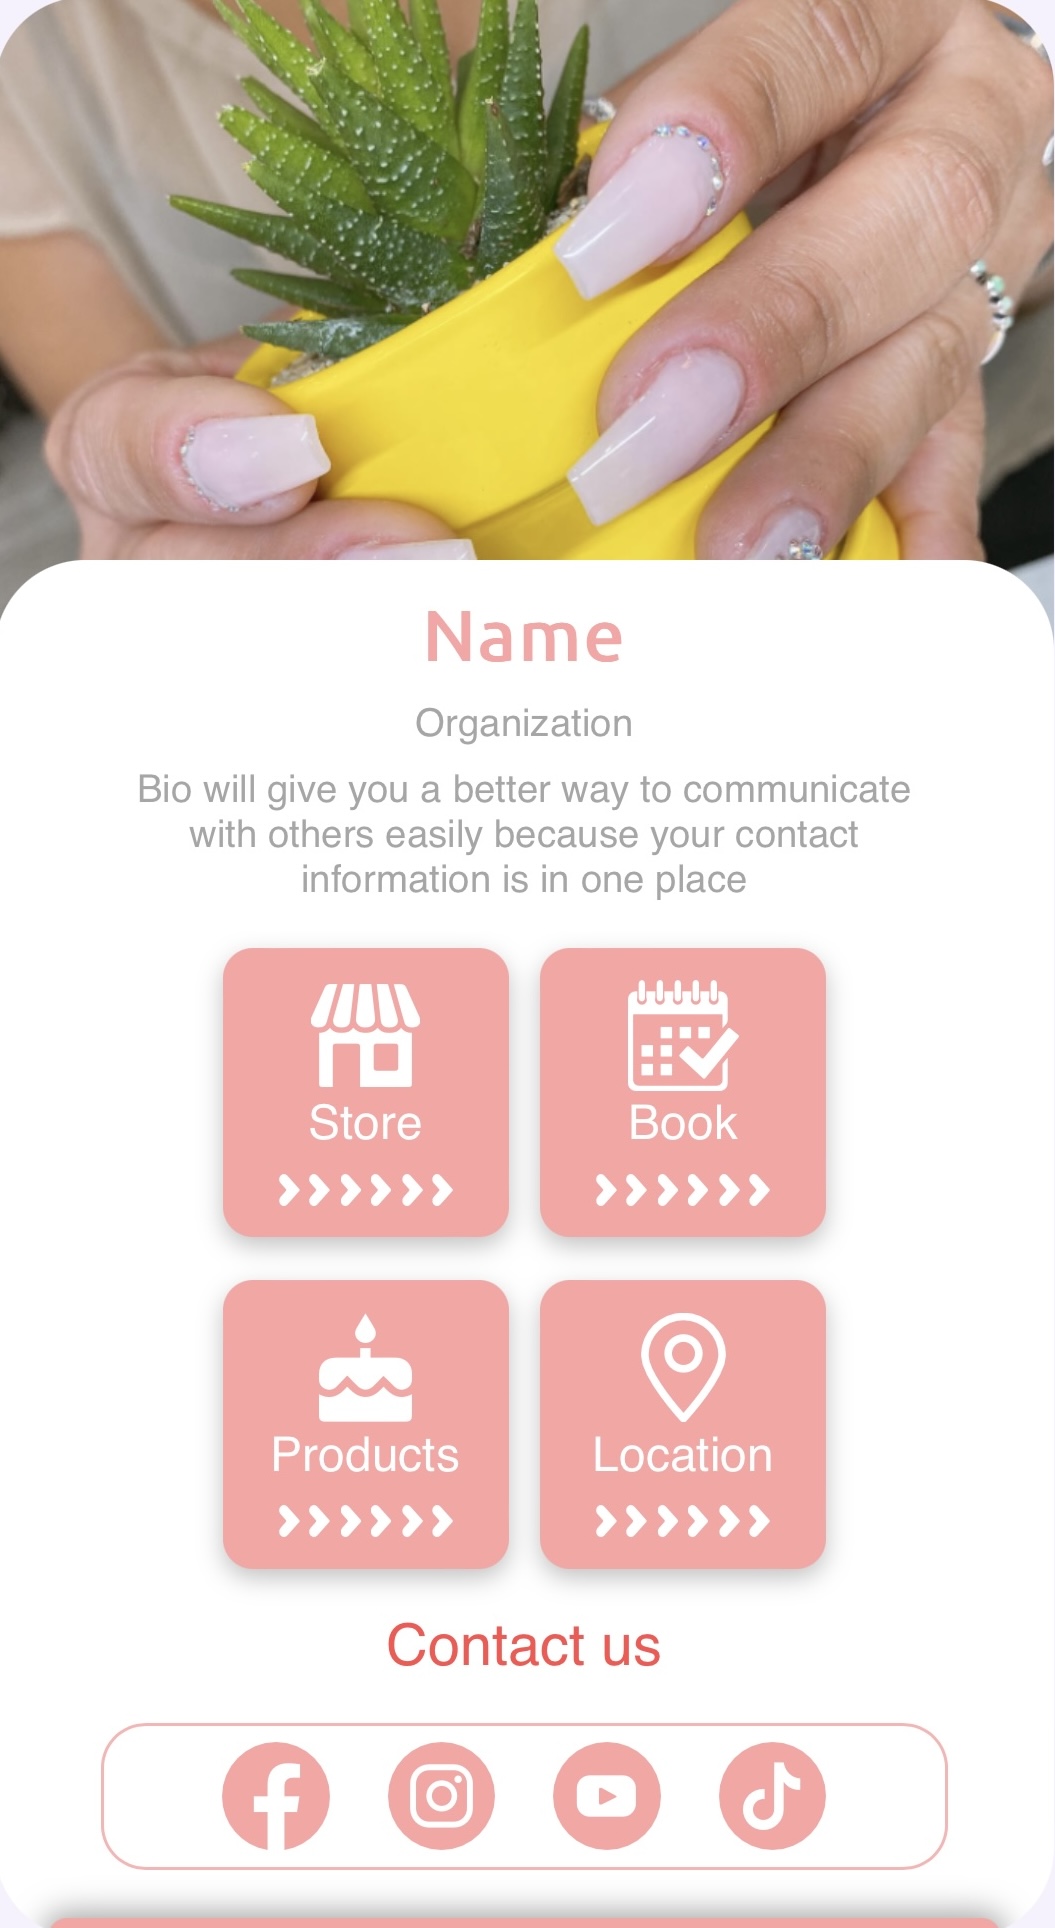 Name
Organization
Bio will give you a better way to communicate
with others easily because your contact
information is in one place
Store
Book
Products
Location
Contact us